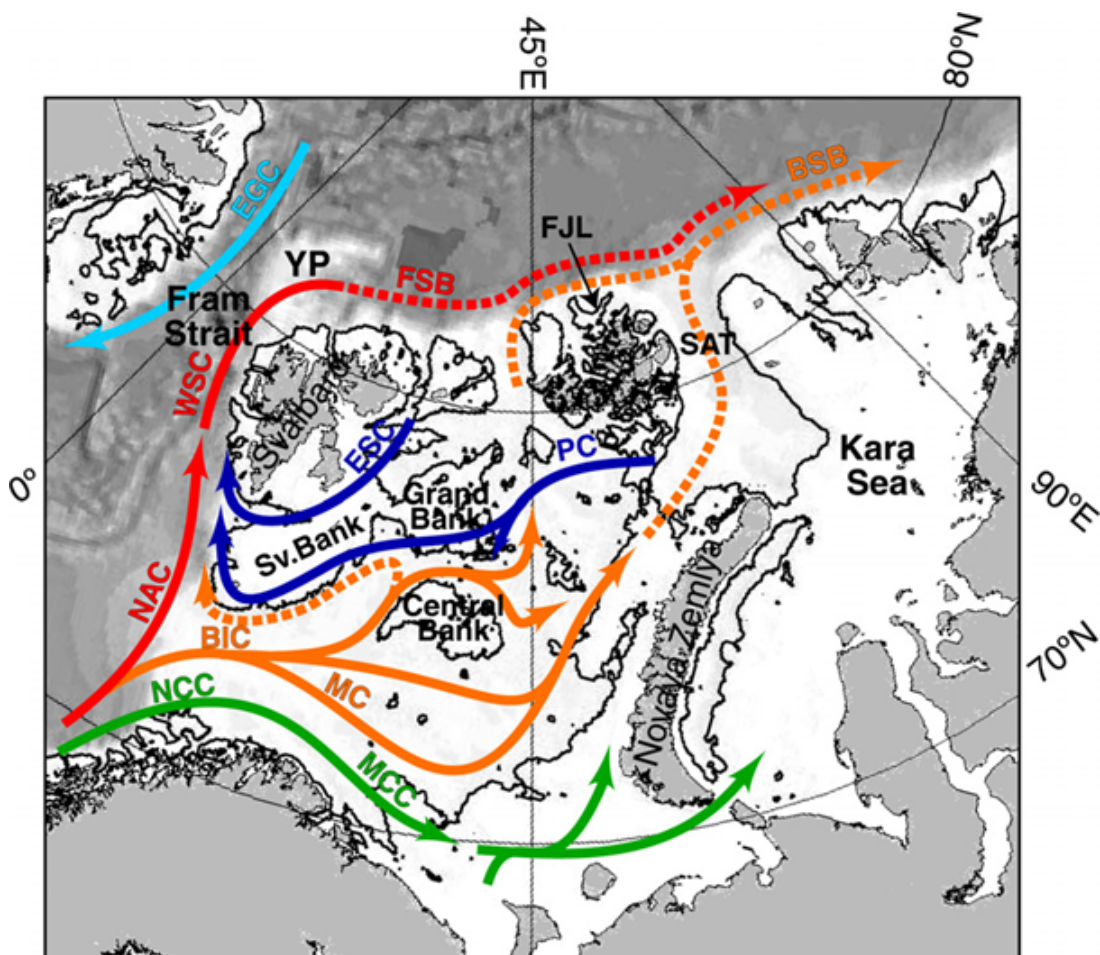 45°E
80°N
BSB
EGC
FJL
YP
FSB
Fram
Strait
SAT
WSC
Svalbard
ESC
PC
Kara
Sea
Grand
Bank
0°
90°E
Sv.Bank
NAC
Central
Bank
BIC
Novaya Zemlya
70°N
MC
NCC
MCC